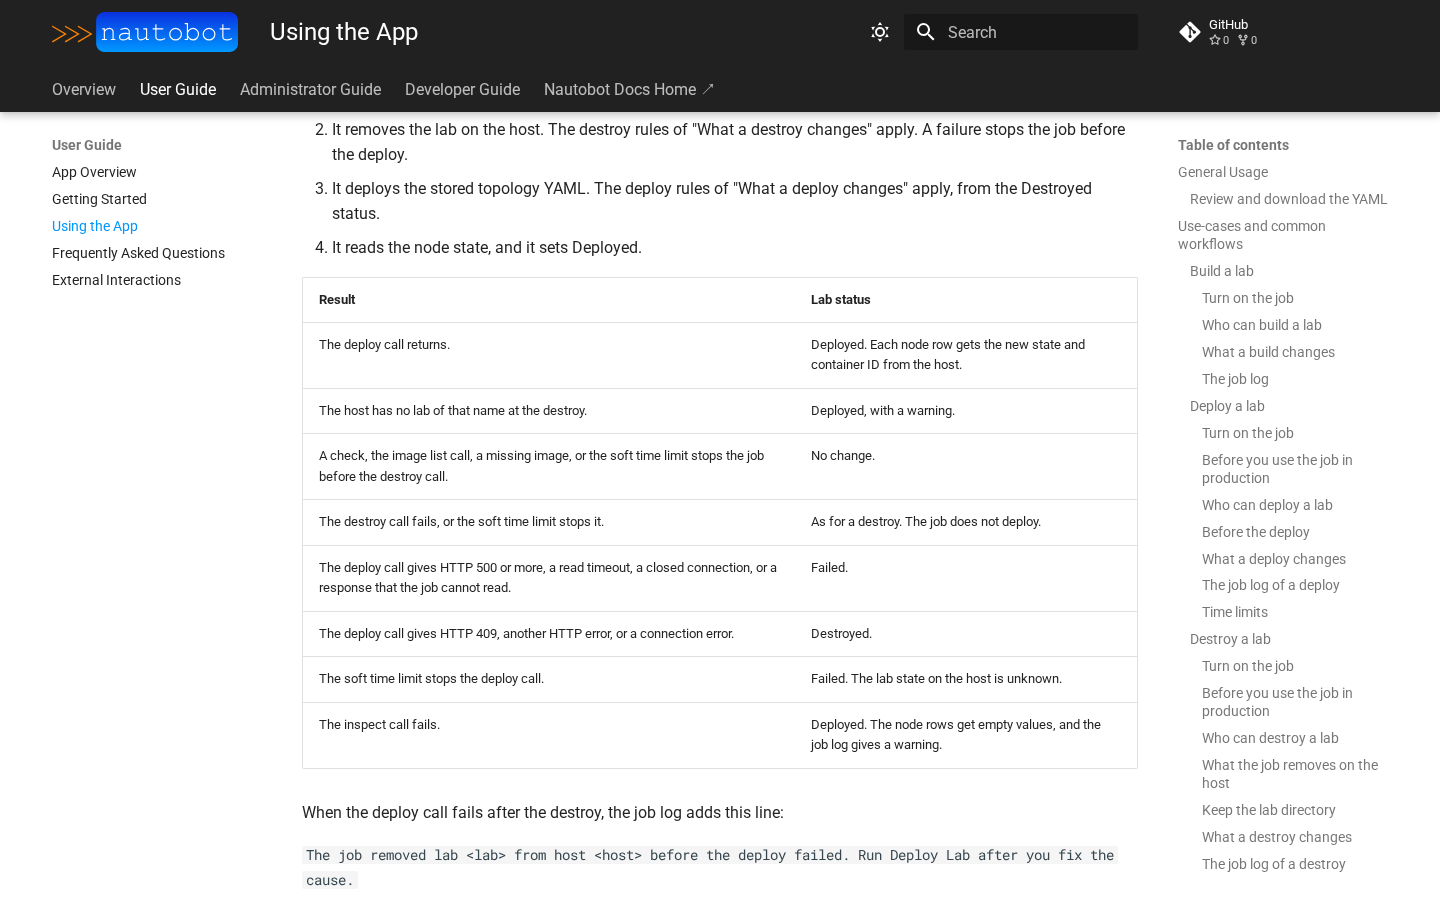 >>> nautobot
Using the App
Search
GitHub
0 0
Overview
User Guide
Administrator Guide
Developer Guide
Nautobot Docs Home ↗
User Guide
App Overview
Getting Started
Using the App
Frequently Asked Questions
External Interactions
2. It removes the lab on the host. The destroy rules of "What a destroy changes" apply. A failure stops the job before
the deploy.
3. It deploys the stored topology YAML. The deploy rules of "What a deploy changes" apply, from the Destroyed
status.
4. It reads the node state, and it sets Deployed.
Result
Lab status
The deploy call returns.
Deployed. Each node row gets the new state and
container ID from the host.
The host has no lab of that name at the destroy.
Deployed, with a warning.
A check, the image list call, a missing image, or the soft time limit stops the job
before the destroy call.
No change.
The destroy call fails, or the soft time limit stops it.
As for a destroy. The job does not deploy.
The deploy call gives HTTP 500 or more, a read timeout, a closed connection, or a
response that the job cannot read.
Failed.
The deploy call gives HTTP 409, another HTTP error, or a connection error.
Destroyed.
The soft time limit stops the deploy call.
Failed. The lab state on the host is unknown.
The inspect call fails.
Deployed. The node rows get empty values, and the
job log gives a warning.
When the deploy call fails after the destroy, the job log adds this line:
The job removed lab <lab> from host <host> before the deploy failed. Run Deploy Lab after you fix the
cause.
Table of contents
General Usage
Review and download the YAML
Use-cases and common
workflows
Build a lab
Turn on the job
Who can build a lab
What a build changes
The job log
Deploy a lab
Turn on the job
Before you use the job in
production
Who can deploy a lab
Before the deploy
What a deploy changes
The job log of a deploy
Time limits
Destroy a lab
Turn on the job
Before you use the job in
production
Who can destroy a lab
What the job removes on the
host
Keep the lab directory
What a destroy changes
The job log of a destroy